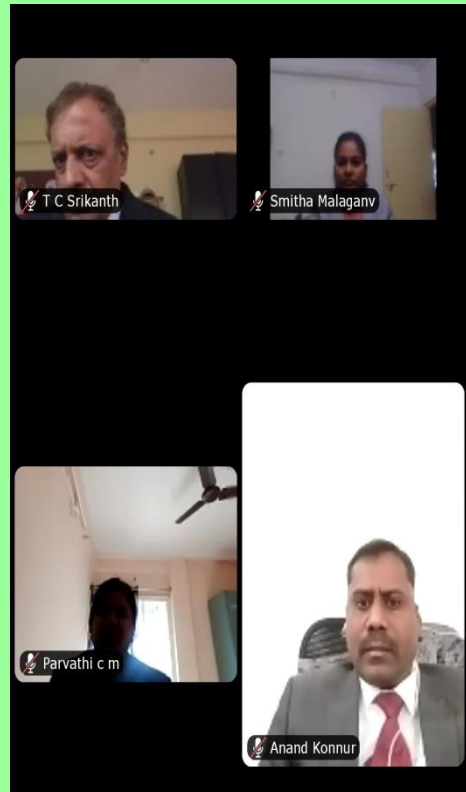 T C Srikanth
Smitha Malaganv
Parvathi c m
Anand Konnur